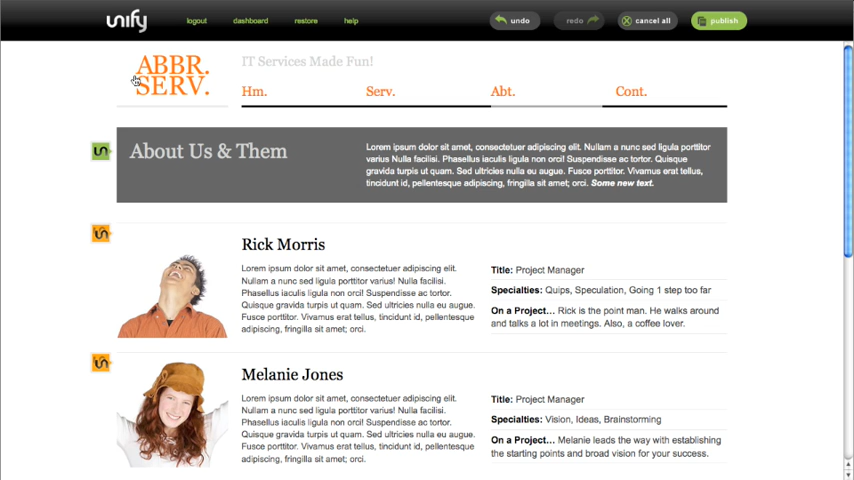 unify
logout dashboard restore help
undo redo cancel all publish
ABBR.
SERV.
IT Services Made Fun!
Hm. Serv. Abt. Cont.
About Us & Them
Lorem ipsum dolor sit amet, consectetuer adipiscing elit. Nullam a nunc sed ligula porttitor
varius Nulla facilisi. Phasellus iaculis ligula non orci! Suspendisse ac tortor. Quisque
gravida turpis ut quam. Sed ultricies nulla eu augue. Fusce porttitor. Vivamus erat erat,
tincidunt id, pellentesque adipiscing, fringilla sit amet; orci. Some new text.
Rick Morris
Lorem ipsum dolor sit amet, consectetuer adipiscing elit.
Nullam a nunc sed ligula porttitor varius! Nulla facilisi.
Phasellus iaculis ligula non orci! Suspendisse ac tortor.
Quisque gravida turpis ut quam. Sed ultricies nulla eu augue.
Fusce porttitor. Vivamus erat, tincidunt id, pellentesque
adipiscing, fringilla sit amet, orci.
Title: Project Manager
Specialties: Quips, Speculation, Going 1 step too far
On a Project... Rick is the point man. He walks around
and talks a lot in meetings. Also, a coffee lover.
Melanie Jones
Lorem ipsum dolor sit amet, consectetuer adipiscing elit.
Nullam a nunc sed ligula porttitor varius! Nulla facilisi.
Phasellus iaculis ligula non orci! Suspendisse ac tortor.
Quisque gravida turpis ut quam. Sed ultricies nulla eu augue.
Fusce porttitor. Vivamus erat, tincidunt id, pellentesque
adipiscing, fringilla sit amet, orci.
Title: Project Manager
Specialties: Vision, Ideas, Brainstorming
On a Project... Melanie leads the way with establishing
the starting points and broad vision for your success.